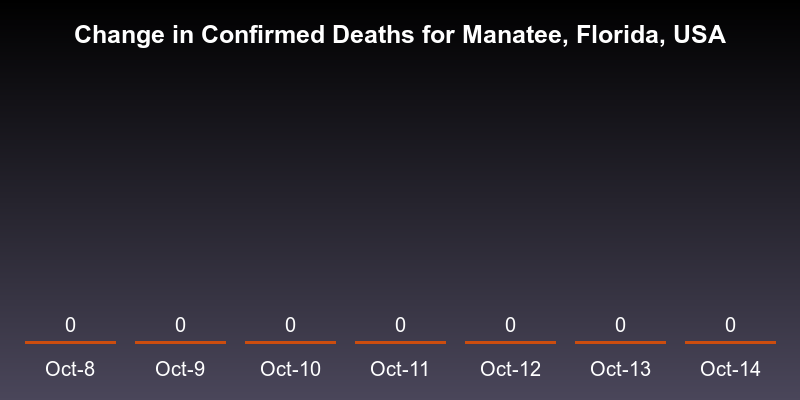 Change in Confirmed Deaths for Manatee, Florida, USA
0 0 0 0 0 0 0
Oct-8 Oct-9 Oct-10 Oct-11 Oct-12 Oct-13 Oct-14